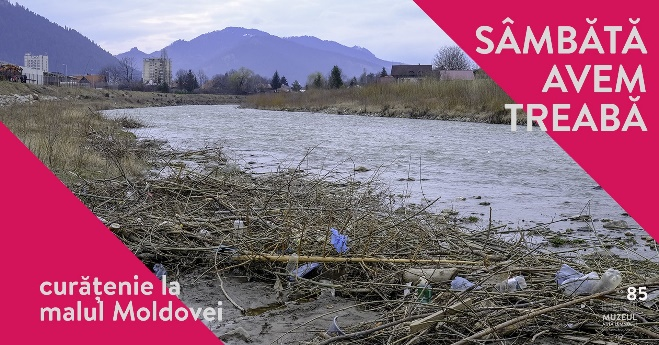 SÂMBĂTĂ
AVEM
TREABĂ
curățenie la
malul Moldovei
85
MUZEUL